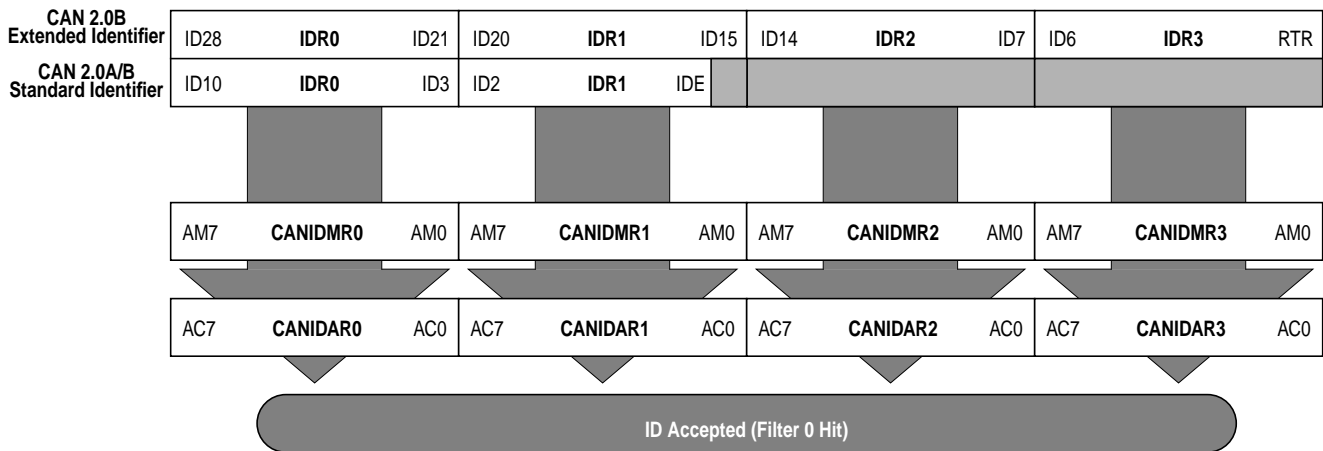 CAN 2.0B
Extended Identifier
ID28 IDR0 ID21 ID20 IDR1 ID15 ID14 IDR2 ID7 ID6 IDR3 RTR
CAN 2.0A/B
Standard Identifier
ID10 IDR0 ID3 ID2 IDR1 IDE
AM7 CANIDMR0 AM0 AM7 CANIDMR1 AM0 AM7 CANIDMR2 AM0 AM7 CANIDMR3 AM0
AC7 CANIDAR0 AC0 AC7 CANIDAR1 AC0 AC7 CANIDAR2 AC0 AC7 CANIDAR3 AC0
ID Accepted (Filter 0 Hit)